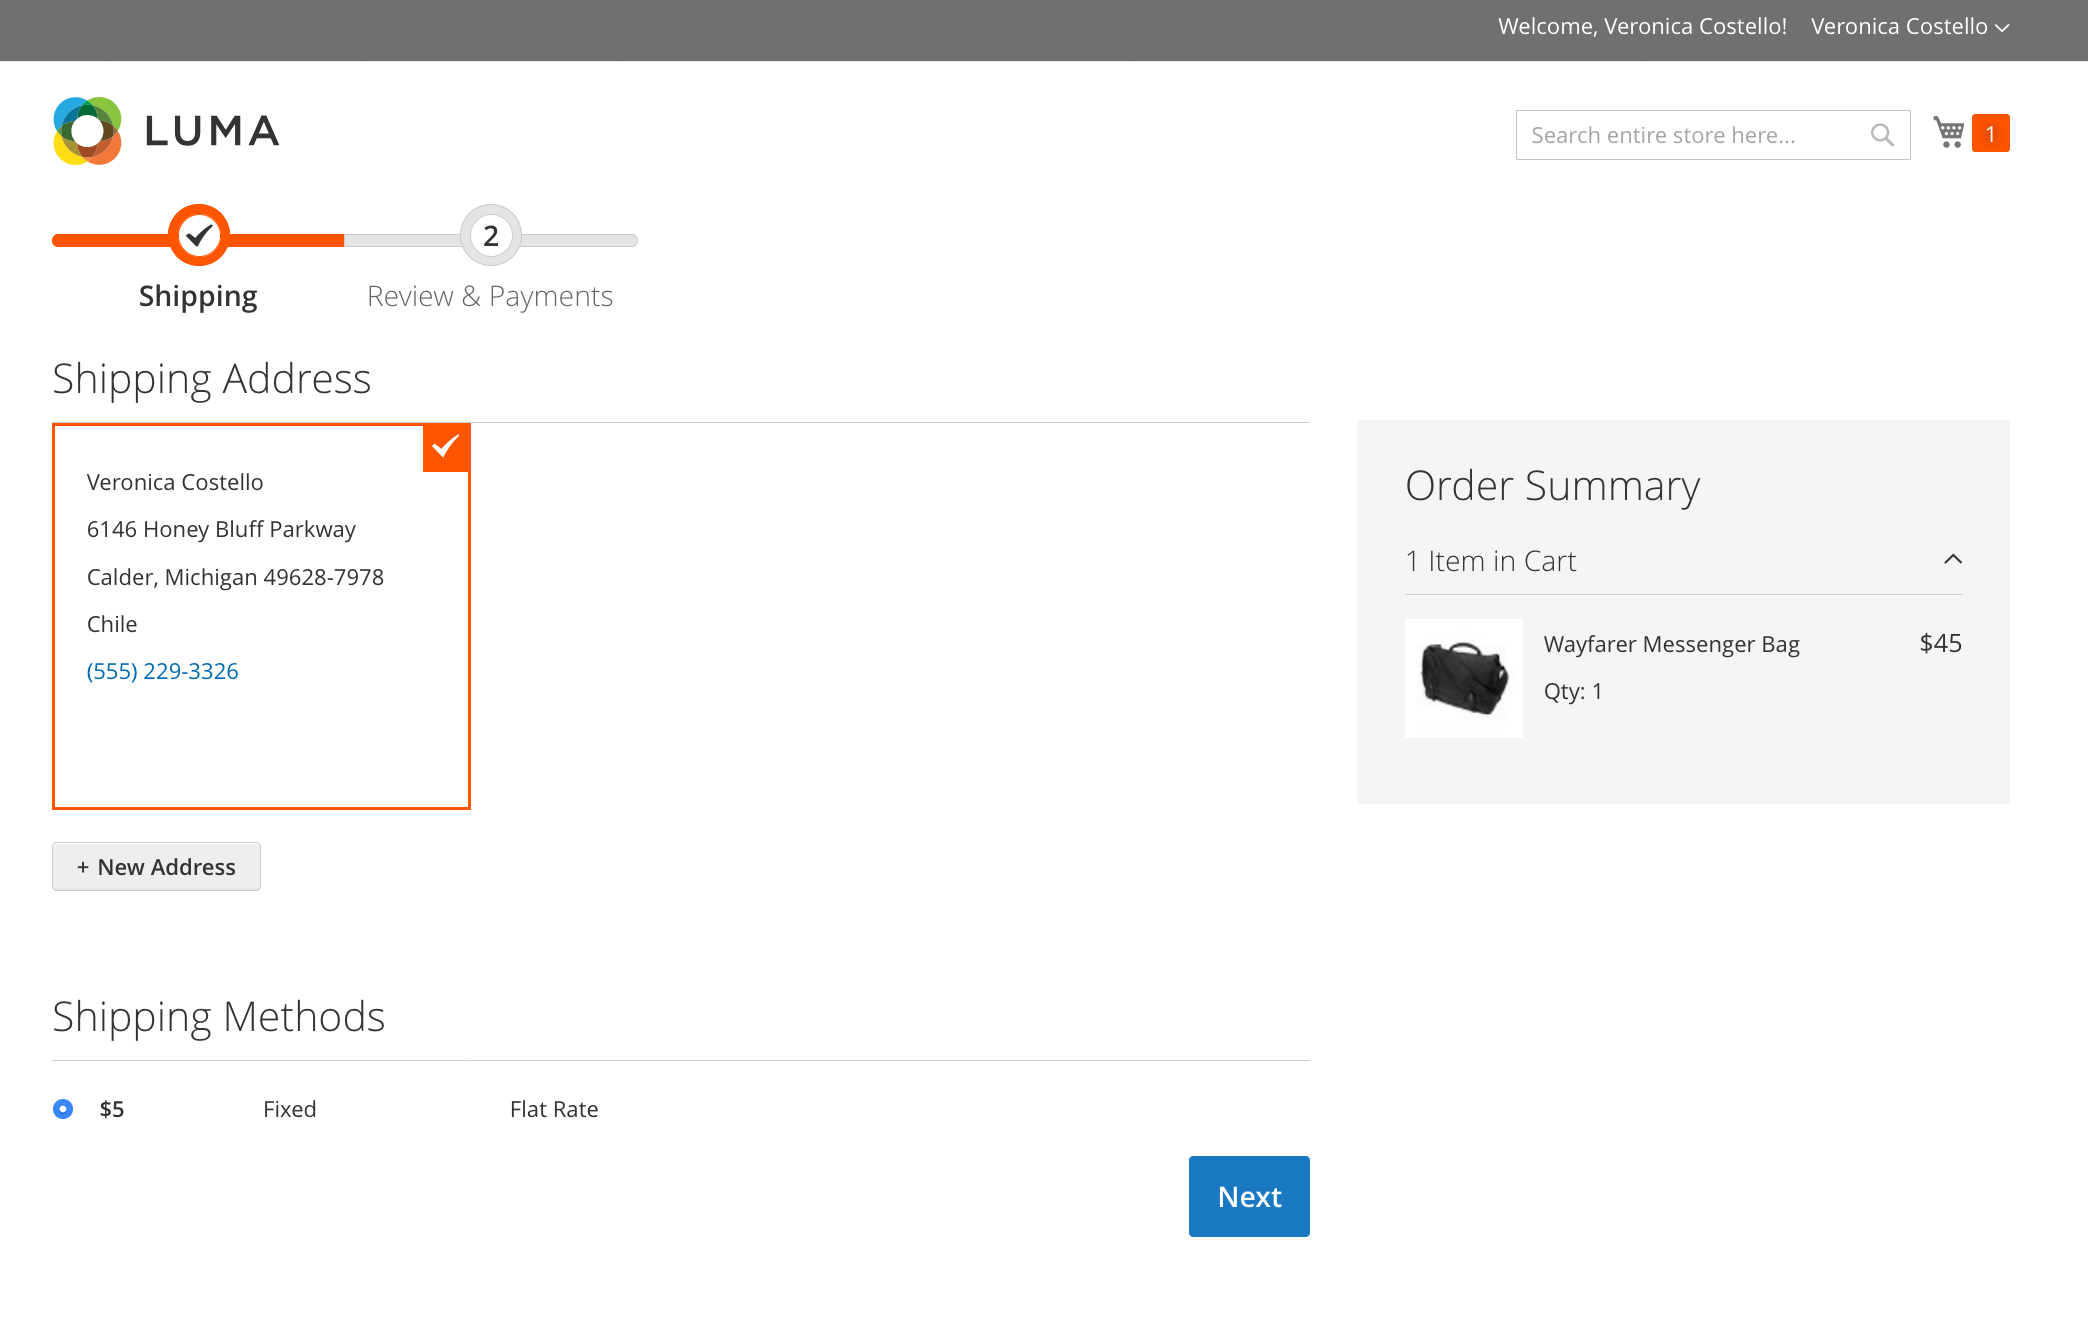 Welcome, Veronica Costello! Veronica Costello
LUMA
Search entire store here...
1
2
Shipping
Review & Payments
Shipping Address
Veronica Costello
6146 Honey Bluff Parkway
Calder, Michigan 49628-7978
Chile
(555) 229-3326
+ New Address
Order Summary
1 Item in Cart
Wayfarer Messenger Bag $45
Qty: 1
Shipping Methods
$5 Fixed Flat Rate
Next